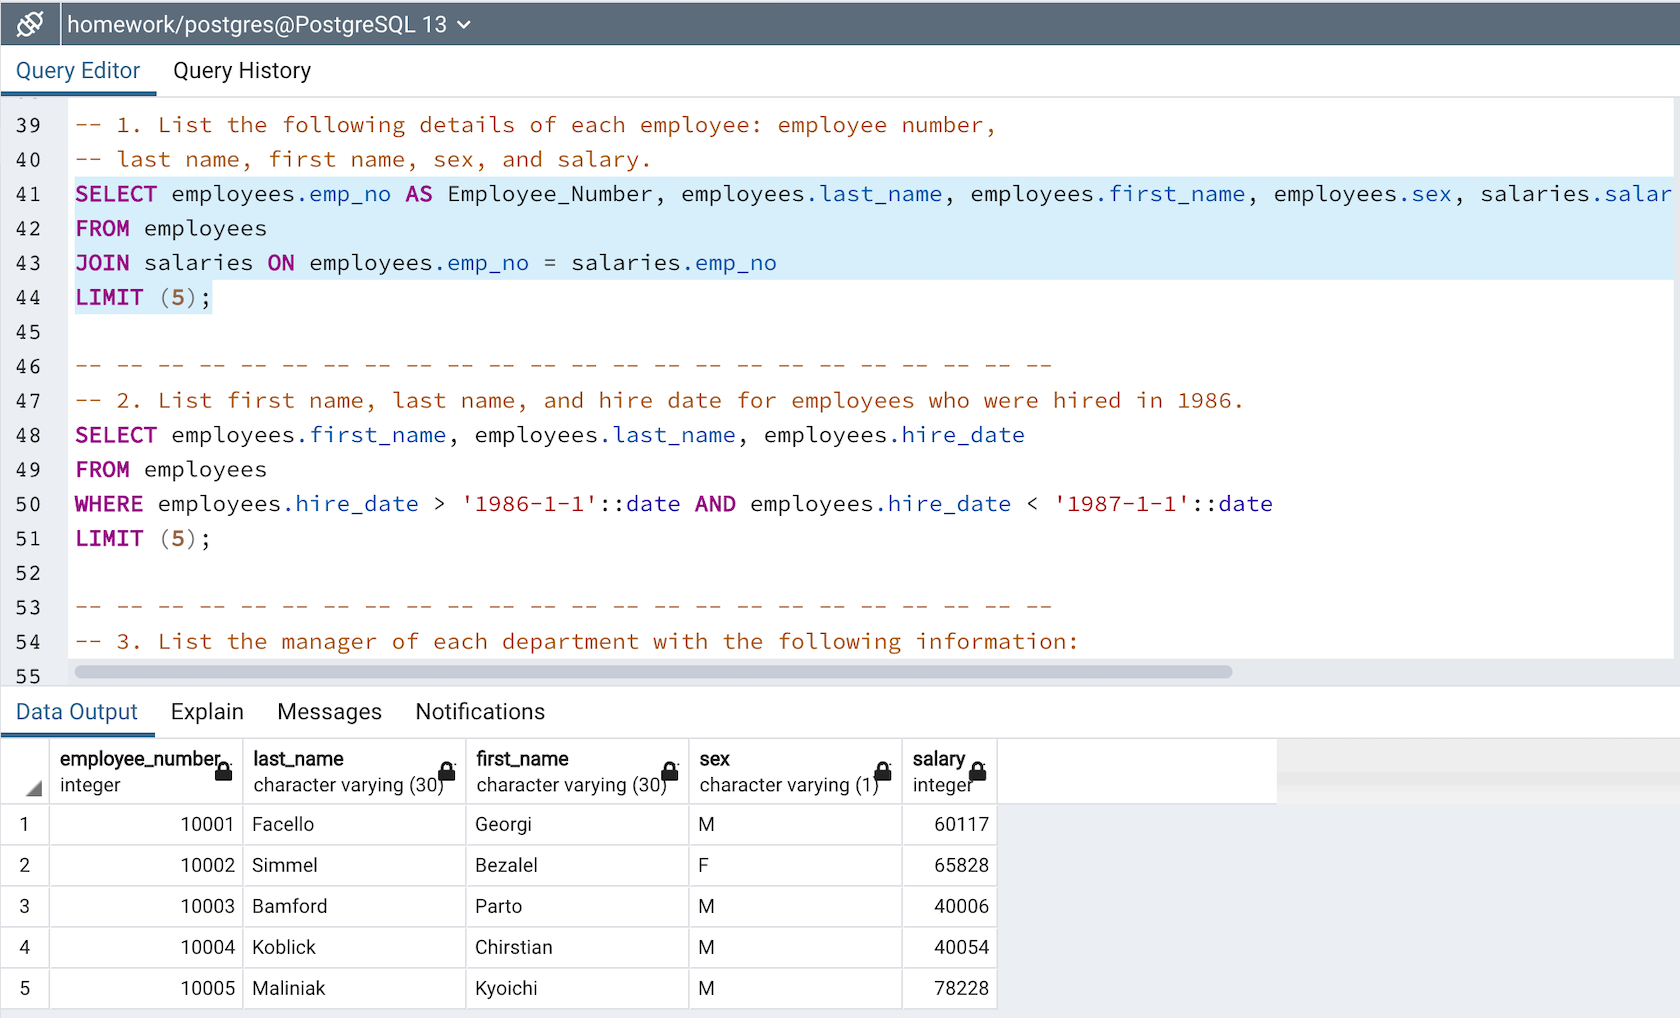 homework/postgres@PostgreSQL 13
Query Editor Query History
39 -- 1. List the following details of each employee: employee number,
40 -- last name, first name, sex, and salary.
41 SELECT employees.emp_no AS Employee_Number, employees.last_name, employees.first_name, employees.sex, salaries.salar
42 FROM employees
43 JOIN salaries ON employees.emp_no = salaries.emp_no
44 LIMIT (5);
45
46 -- -- -- -- -- -- -- -- -- -- -- -- -- -- -- -- -- -- -- -- -- -- -- --
47 -- 2. List first name, last name, and hire date for employees who were hired in 1986.
48 SELECT employees.first_name, employees.last_name, employees.hire_date
49 FROM employees
50 WHERE employees.hire_date > '1986-1-1'::date AND employees.hire_date < '1987-1-1'::date
51 LIMIT (5);
52
53 -- -- -- -- -- -- -- -- -- -- -- -- -- -- -- -- -- -- -- -- -- -- -- --
54 -- 3. List the manager of each department with the following information:
55
Data Output Explain Messages Notifications
employee_number last_name first_name sex salary
integer character varying (30) character varying (30) character varying (1) integer
1 10001 Facello Georgi M 60117
2 10002 Simmel Bezalel F 65828
3 10003 Bamford Parto M 40006
4 10004 Koblick Chirstian M 40054
5 10005 Maliniak Kyoichi M 78228